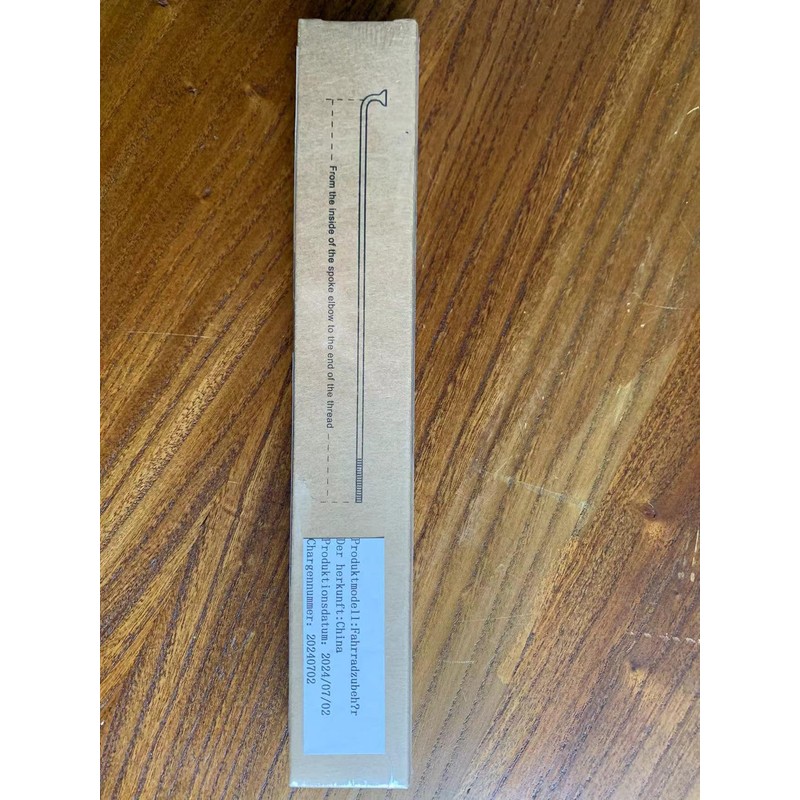 From the inside of the spoke elbow to the end of the thread
Produktmodell:Fahrradzubeh?r
Der herkunft:China
Produktionsdatum: 2024/07/02
Chargennummer: 20240702